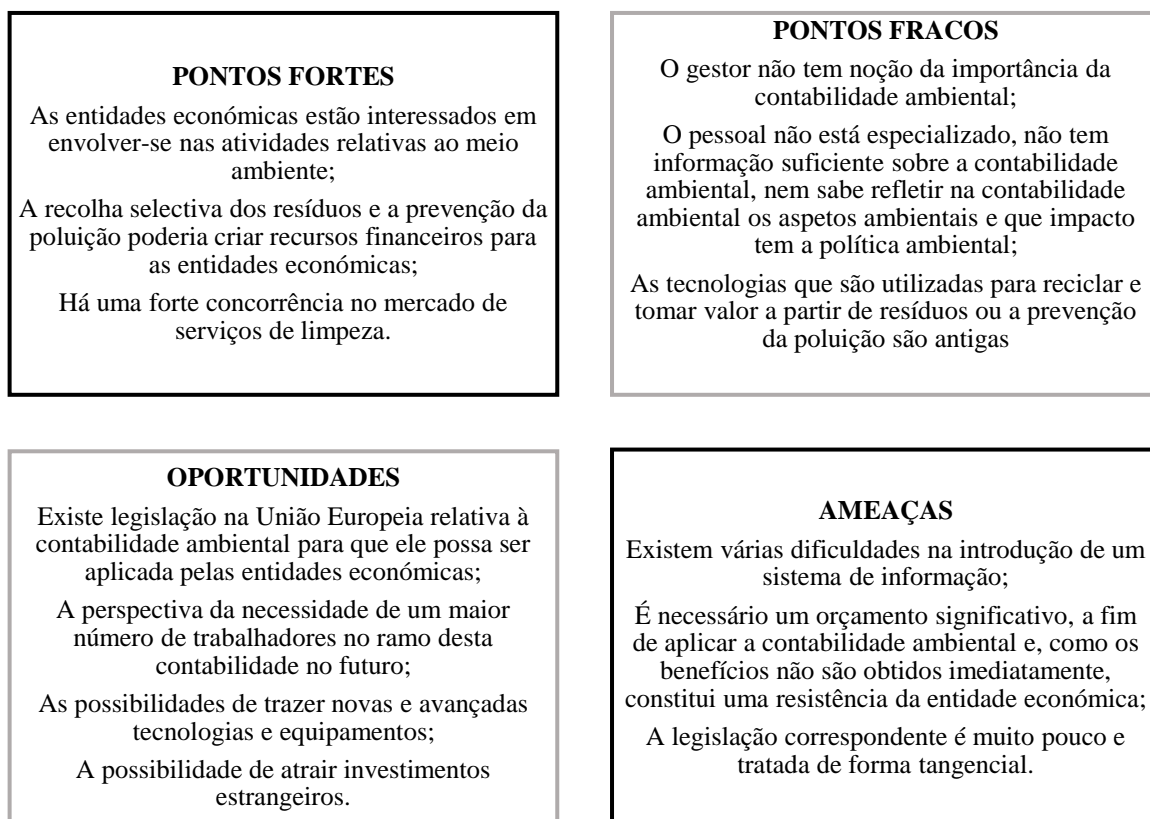 PONTOS FORTES
As entidades económicas estão interessados em
envolver-se nas atividades relativas ao meio
ambiente;
A recolha selectiva dos resíduos e a prevenção da
poluição poderia criar recursos financeiros para
as entidades económicas;
Há uma forte concorrência no mercado de
serviços de limpeza.
PONTOS FRACOS
O gestor não tem noção da importância da
contabilidade ambiental;
O pessoal não está especializado, não tem
informação suficiente sobre a contabilidade
ambiental, nem sabe refletir na contabilidade
ambiental os aspetos ambientais e que impacto
tem a política ambiental;
As tecnologias que são utilizadas para reciclar e
tomar valor a partir de resíduos ou a prevenção
da poluição são antigas
OPORTUNIDADES
Existe legislação na União Europeia relativa à
contabilidade ambiental para que ele possa ser
aplicada pelas entidades económicas;
A perspectiva da necessidade de um maior
número de trabalhadores no ramo desta
contabilidade no futuro;
As possibilidades de trazer novas e avançadas
tecnologias e equipamentos;
A possibilidade de atrair investimentos
estrangeiros.
AMEAÇAS
Existem várias dificuldades na introdução de um
sistema de informação;
É necessário um orçamento significativo, a fim
de aplicar a contabilidade ambiental e, como os
benefícios não são obtidos imediatamente,
constitui uma resistência da entidade económica;
A legislação correspondente é muito pouco e
tratada de forma tangencial.